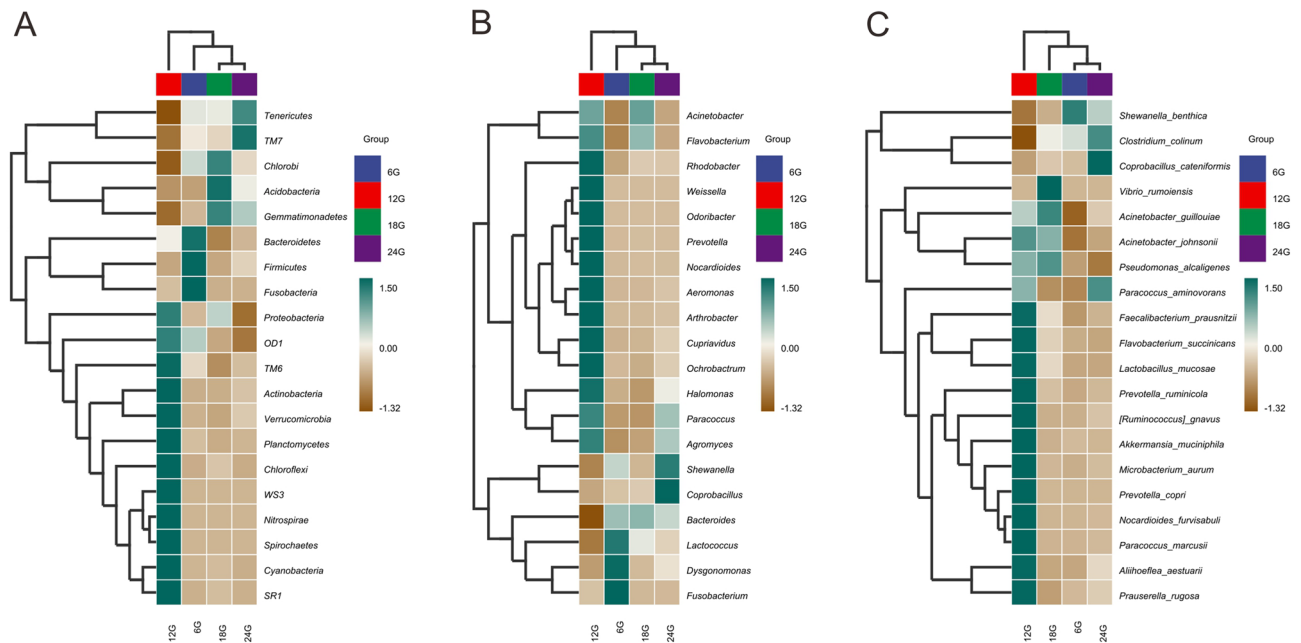 A
Tenericutes
TM7
Chlorobi
Acidobacteria
Gemmatimonadetes
Bacteroidetes
Firmicutes
Fusobacteria
Proteobacteria
OD1
TM6
Actinobacteria
Verrucomicrobia
Planctomycetes
Chloroflexi
WS3
Nitrospirae
Spirochaetes
Cyanobacteria
SR1
12G
6G
18G
24G
Group
6G
12G
18G
24G
1.50
0.00
-1.32
B
Acinetobacter
Flavobacterium
Rhodobacter
Weissella
Odoribacter
Prevotella
Nocardioides
Aeromonas
Arthrobacter
Cupriavidus
Ochrobactrum
Halomonas
Paracoccus
Agromyces
Shewanella
Coprobacillus
Bacteroides
Lactococcus
Dysgonomonas
Fusobacterium
12G
6G
18G
24G
Group
6G
12G
18G
24G
1.50
0.00
-1.32
C
Shewanella_benthica
Clostridium_colinum
Coprobacillus_cateniformis
Vibrio_rumoiensis
Acinetobacter_guillouiae
Acinetobacter_johnsonii
Pseudomonas_alcaligenes
Paracoccus_aminovorans
Faecalibacterium_prausnitzii
Flavobacterium_succinicans
Lactobacillus_mucosae
Prevotella_ruminicola
[Ruminococcus]_gnavus
Akkermansia_muciniphila
Microbacterium_aurum
Prevotella_copri
Nocardioides_furvisabuli
Paracoccus_marcusii
Aliihoeflea_aestuarii
Prauserella_rugosa
12G
18G
6G
24G
Group
6G
12G
18G
24G
1.50
0.00
-1.32